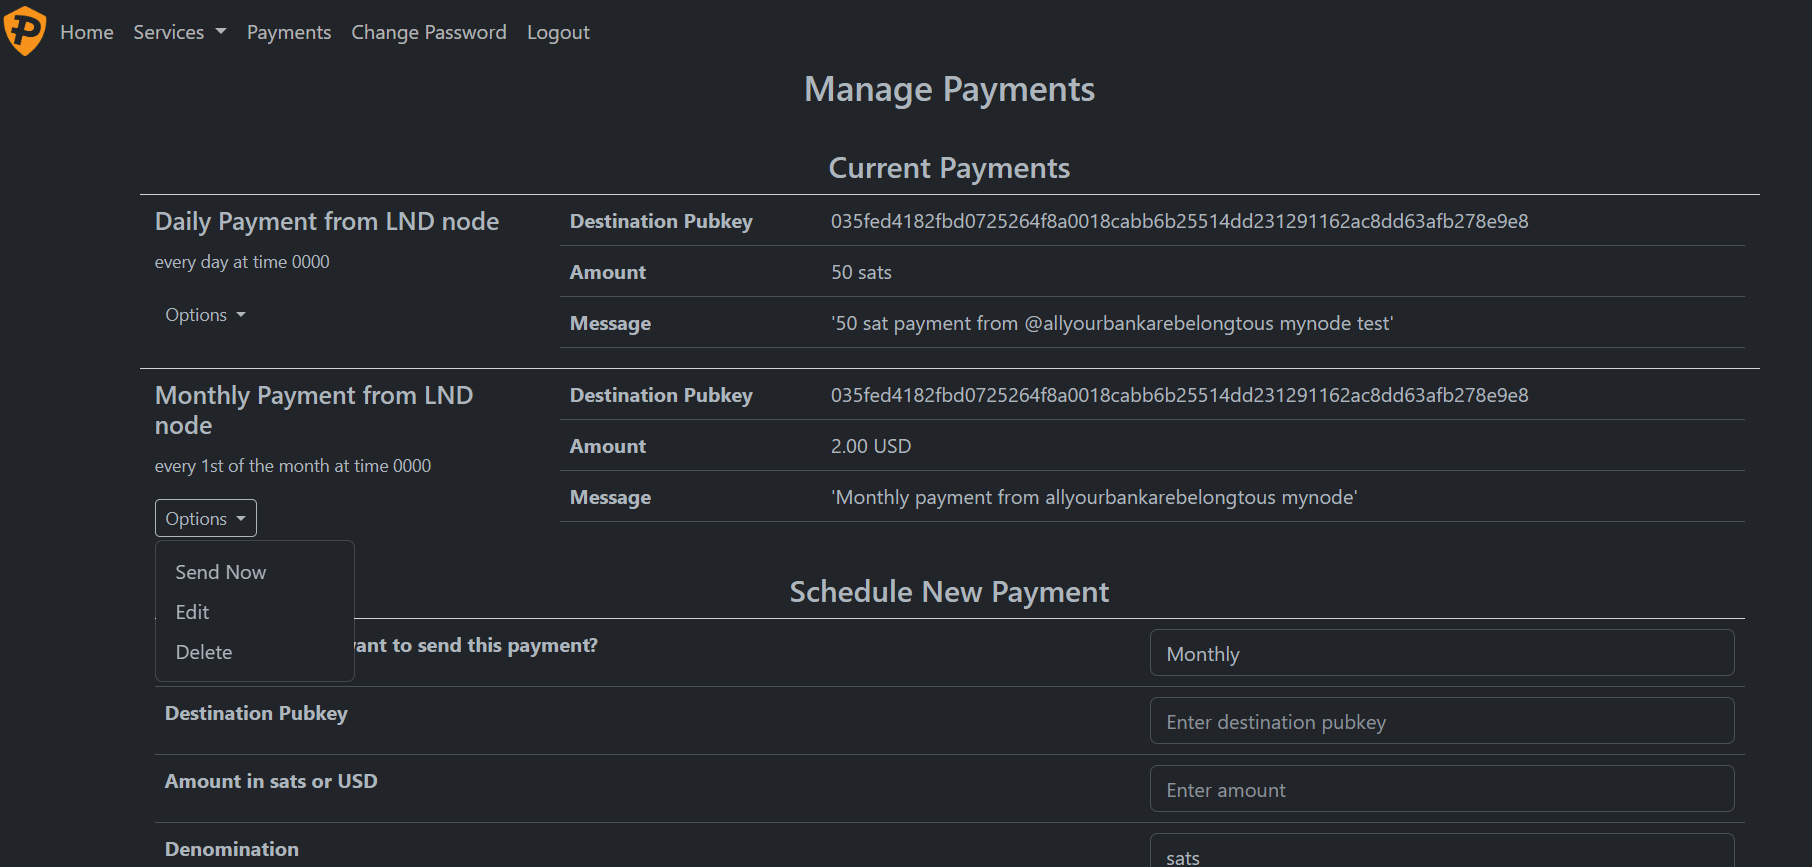 Home Services Payments Change Password Logout
Manage Payments
Current Payments
Daily Payment from LND node
every day at time 0000
Options
Destination Pubkey 035fed4182fbd0725264f8a0018cabb6b25514dd231291162ac8dd63afb278e9e8
Amount 50 sats
Message '50 sat payment from @allyourbankarebelongtous mynode test'
Monthly Payment from LND
node
every 1st of the month at time 0000
Options
Send Now
Edit
Delete
Destination Pubkey 035fed4182fbd0725264f8a0018cabb6b25514dd231291162ac8dd63afb278e9e8
Amount 2.00 USD
Message 'Monthly payment from allyourbankarebelongtous mynode'
Schedule New Payment
to send this payment? Monthly
Destination Pubkey Enter destination pubkey
Amount in sats or USD Enter amount
Denomination sats